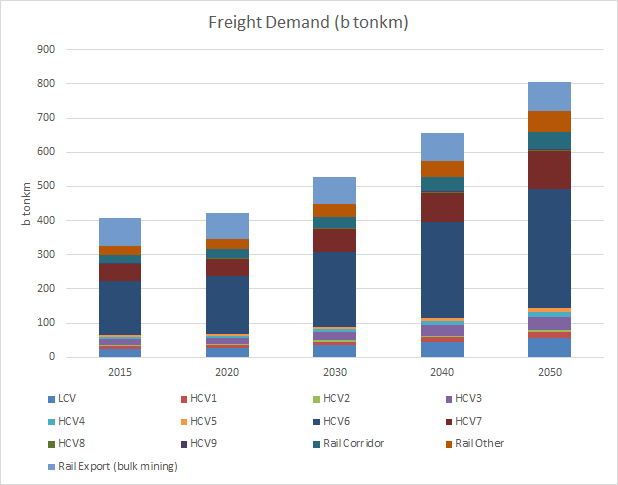 Freight Demand (b tonkm)
900
800
700
600
500
400
300
200
100
0
b tonkm
2015 2020 2030 2040 2050
LCV HCV1 HCV2 HCV3
HCV4 HCV5 HCV6 HCV7
HCV8 HCV9 Rail Corridor Rail Other
Rail Export (bulk mining)